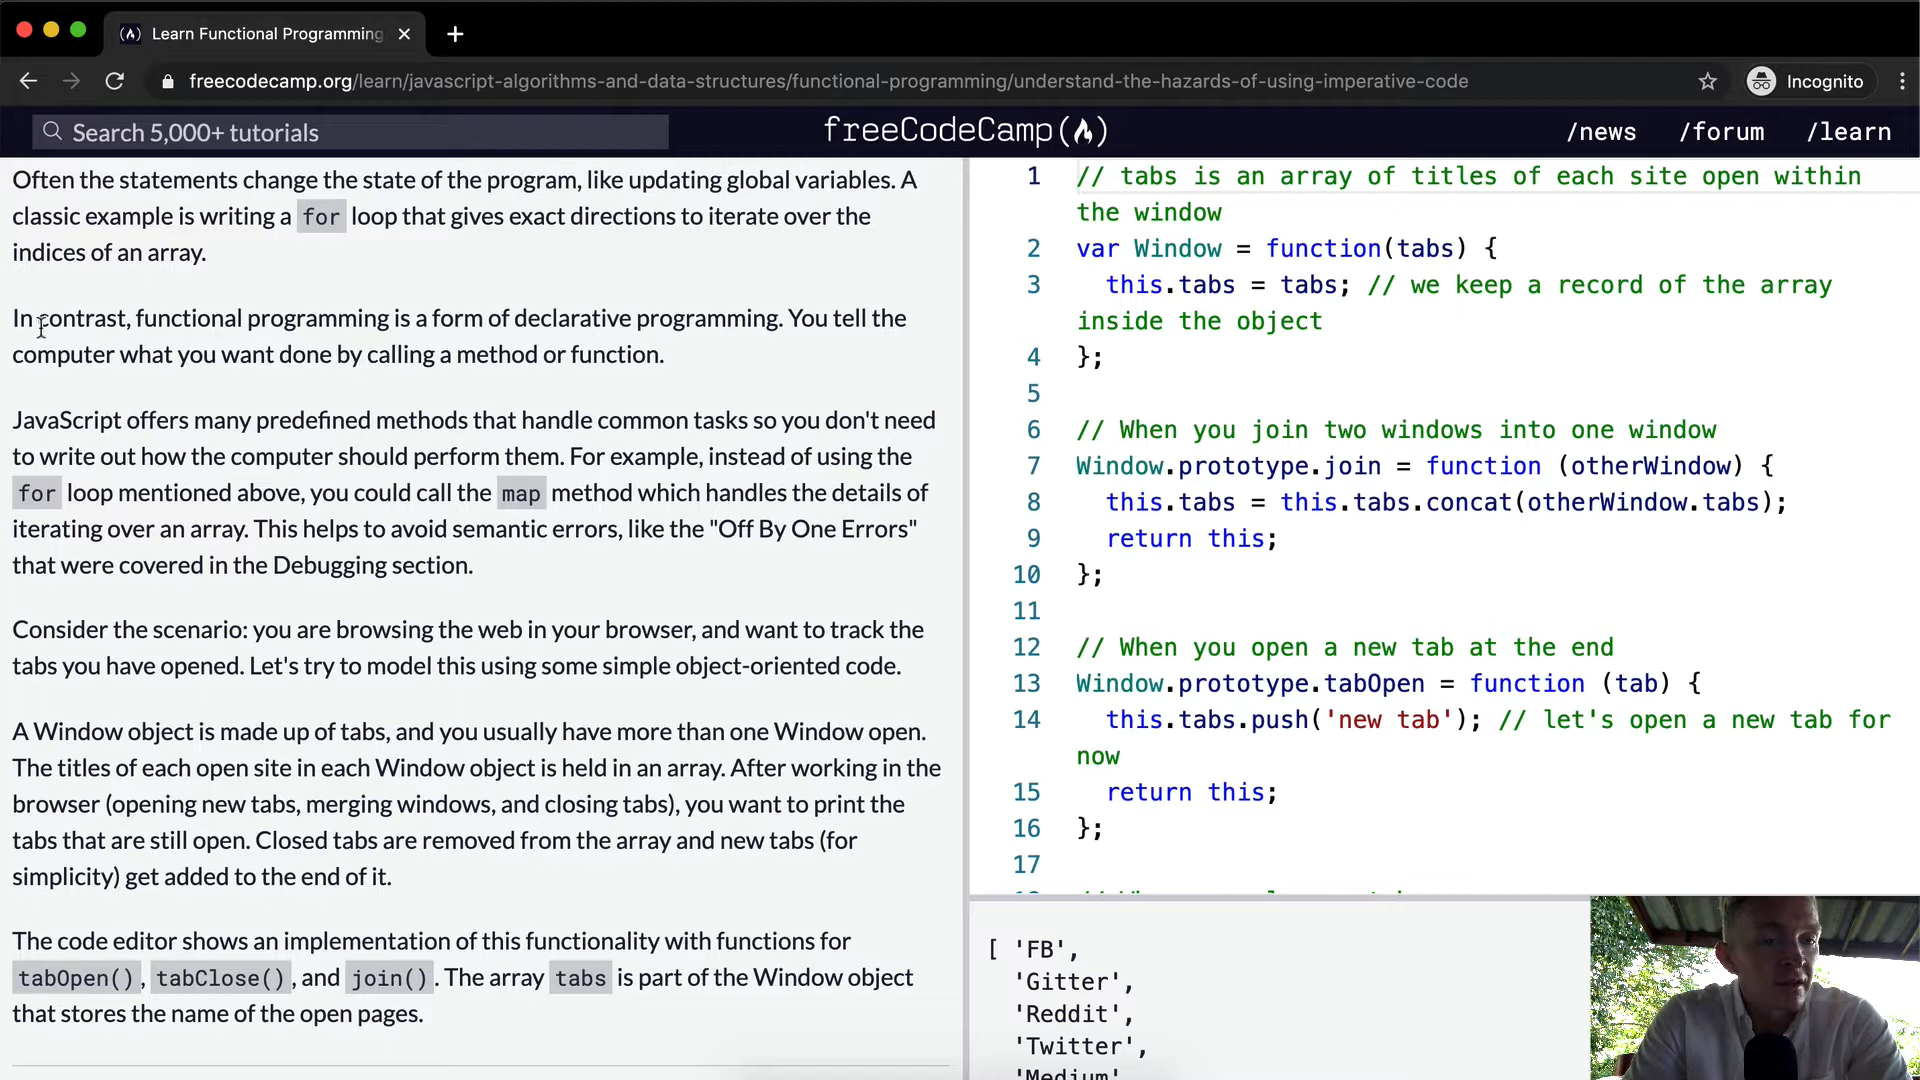 Learn Functional Programming
freecodecamp.org/learn/javascript-algorithms-and-data-structures/functional-programming/understand-the-hazards-of-using-imperative-code
Incognito
Search 5,000+ tutorials
freeCodeCamp
/news
/forum
/learn
Often the statements change the state of the program, like updating global variables. A
classic example is writing a for loop that gives exact directions to iterate over the
indices of an array.
In contrast, functional programming is a form of declarative programming. You tell the
computer what you want done by calling a method or function.
JavaScript offers many predefined methods that handle common tasks so you don't need
to write out how the computer should perform them. For example, instead of using the
for loop mentioned above, you could call the map method which handles the details of
iterating over an array. This helps to avoid semantic errors, like the "Off By One Errors"
that were covered in the Debugging section.
Consider the scenario: you are browsing the web in your browser, and want to track the
tabs you have opened. Let's try to model this using some simple object-oriented code.
A Window object is made up of tabs, and you usually have more than one Window open.
The titles of each open site in each Window object is held in an array. After working in the
browser (opening new tabs, merging windows, and closing tabs), you want to print the
tabs that are still open. Closed tabs are removed from the array and new tabs (for
simplicity) get added to the end of it.
The code editor shows an implementation of this functionality with functions for
tabOpen(), tabClose(), and join(). The array tabs is part of the Window object
that stores the name of the open pages.
1 // tabs is an array of titles of each site open within
the window
2 var Window = function(tabs) {
3 this.tabs = tabs; // we keep a record of the array
inside the object
4 };
5
6 // When you join two windows into one window
7 Window.prototype.join = function (otherWindow) {
8 this.tabs = this.tabs.concat(otherWindow.tabs);
9 return this;
10 };
11
12 // When you open a new tab at the end
13 Window.prototype.tabOpen = function (tab) {
14 this.tabs.push('new tab'); // let's open a new tab for
now
15 return this;
16 };
17
[ 'FB',
'Gitter',
'Reddit',
'Twitter',
'Medium',